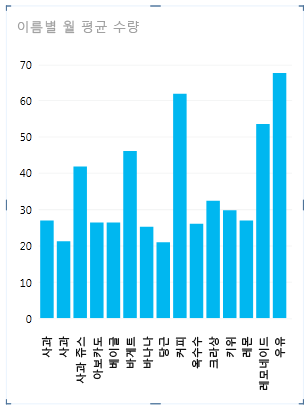 이름별 월 평균 수량
70
60
50
40
30
20
10
0
사과
사과
사과 쥬스
아보카도
베이글
바게트
바나나
당근
커피
옥수수
크라상
키위
레몬
레모네이드
우유